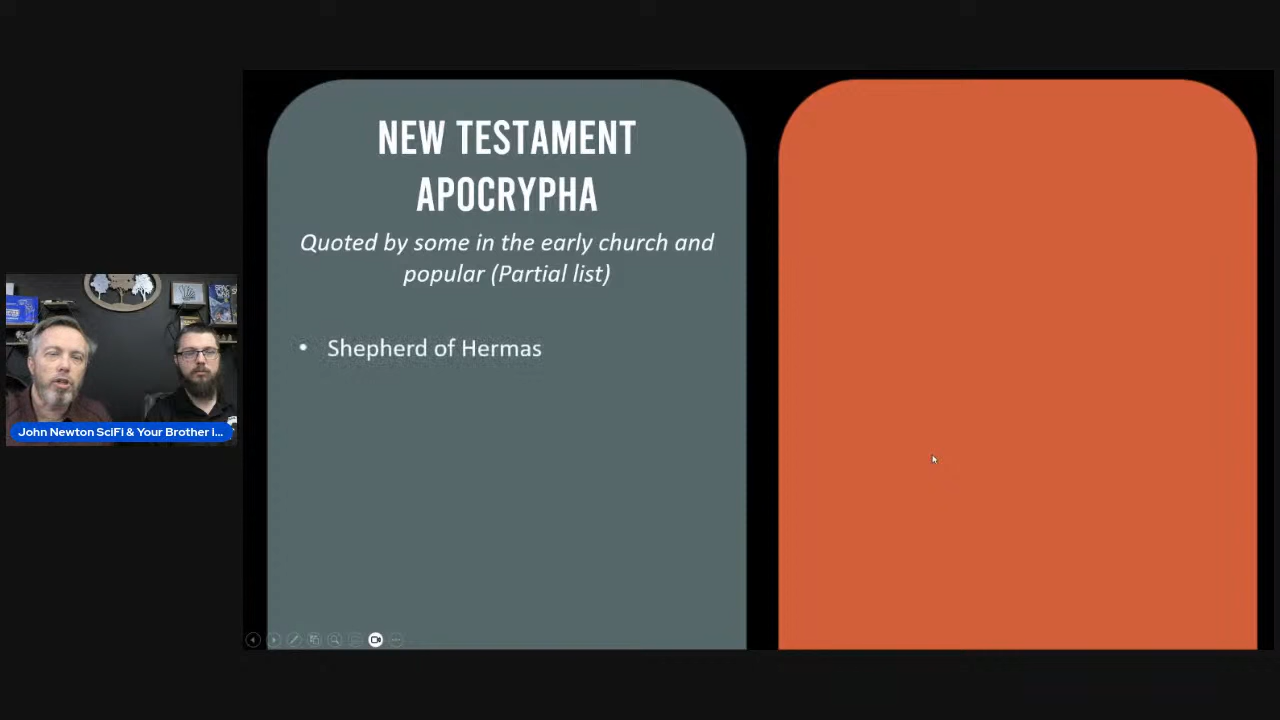 NEW TESTAMENT
APOCRYPHA
Quoted by some in the early church and
popular (Partial list)
• Shepherd of Hermas
John Newton SciFi & Your Brother i...